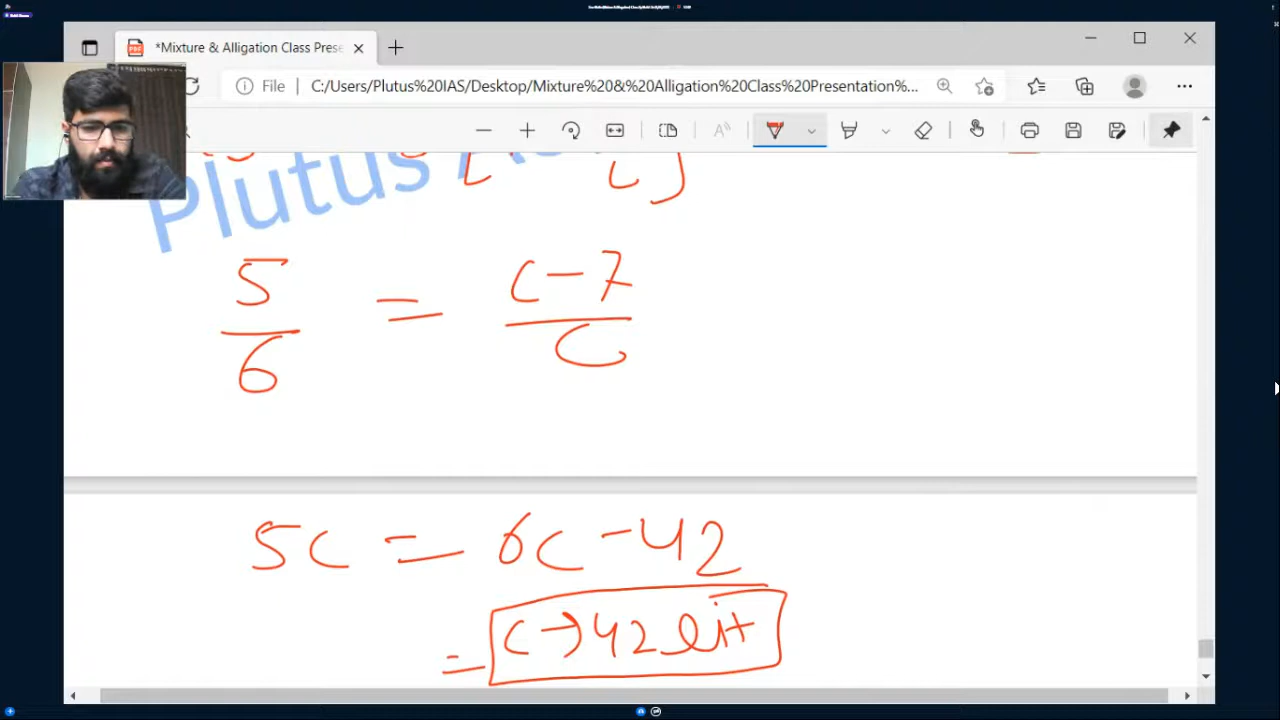 *Mixture & Alligation Class Prese
File C:/Users/Plutus%20IAS/Desktop/Mixture%20&%20Alligation%20Class%20Presentation%...
Plutus
5/6 = c-7/c
5c = 6c - 42
= c → 42 lit